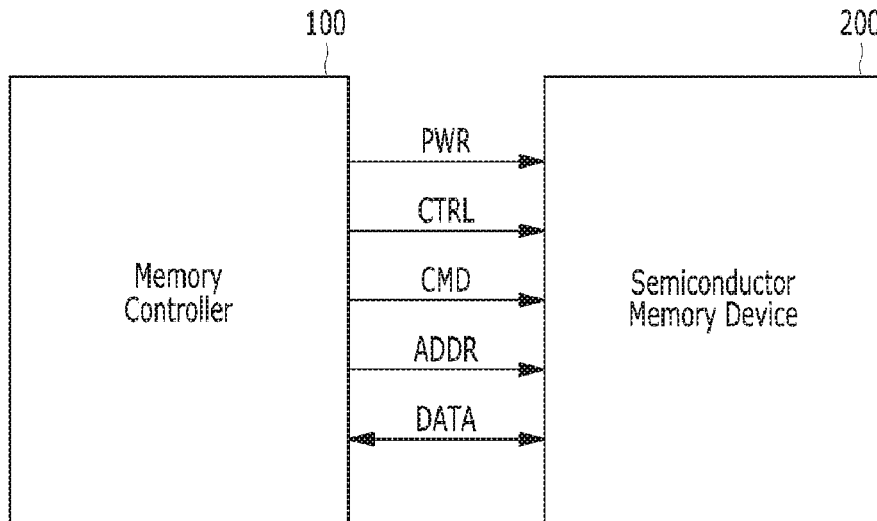 100
200
Memory
Controller
PWR
CTRL
CMD
ADDR
DATA
Semiconductor
Memory Device